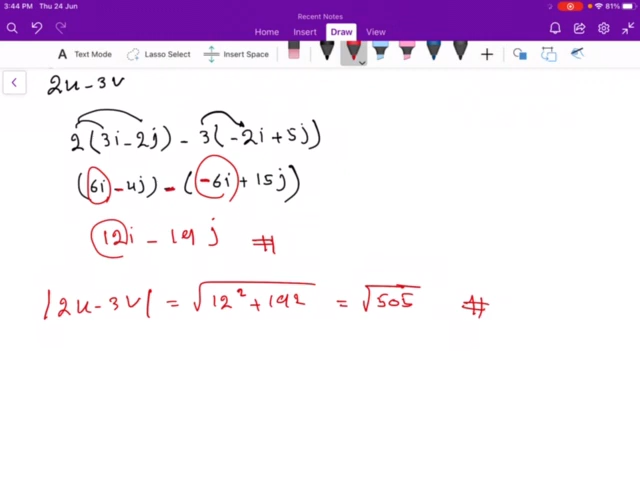 3:44 PM Thu 24 Jun
81%
Recent Notes
Home Insert Draw View
Text Mode Lasso Select Insert Space
2u - 3v
2(3i - 2j) - 3(-2i + 5j)
(6i - 4j) - (-6i + 15j)
12i - 19j #
|2u - 3v| = √12² + 19² = √505 #